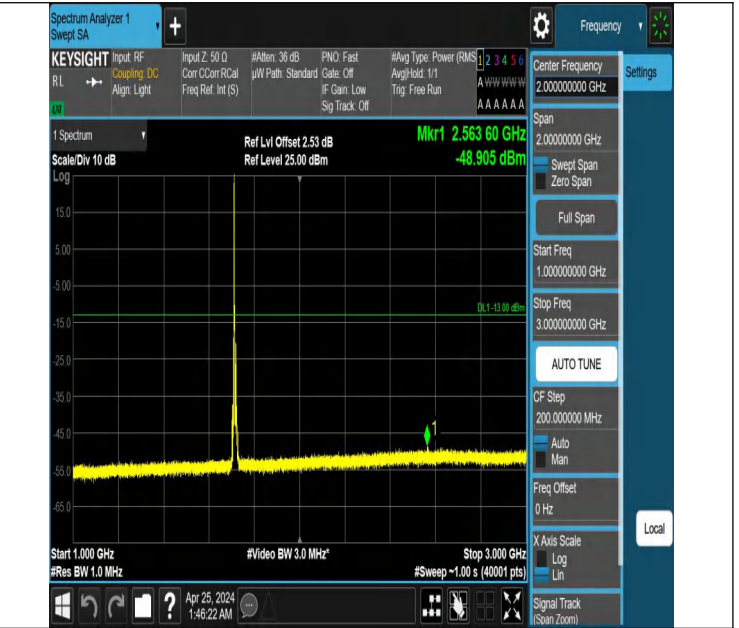 Spectrum Analyzer 1
Swept SA
+
Frequency
KEYSIGHT
RL
Input: RF
Coupling: DC
Align: Light
Input Z: 50 Ω
Corr CCorr RCal
Freq Ref: Int (S)
#Atten: 36 dB
µW Path: Standard
PNO: Fast
Gate: Off
IF Gain: Low
Sig Track: Off
#Avg Type: Power (RMS
Avg|Hold: 1/1
Trig: Free Run
1 2 3 4 5 6
A W W W W W
A A A A A A
1 Spectrum
Scale/Div 10 dB
Log
Ref Lvl Offset 2.53 dB
Ref Level 25.00 dBm
Mkr1 2.563 60 GHz
-48.905 dBm
15.0
5.00
-5.00
DL1 -13.00 dBm
-15.0
-25.0
-35.0
-45.0
1
-55.0
-65.0
Start 1.000 GHz
#Res BW 1.0 MHz
#Video BW 3.0 MHz*
Stop 3.000 GHz
#Sweep ~1.00 s (40001 pts)
Center Frequency
2.000000000 GHz
Settings
Span
2.00000000 GHz
Swept Span
Zero Span
Full Span
Start Freq
1.000000000 GHz
Stop Freq
3.000000000 GHz
AUTO TUNE
CF Step
200.000000 MHz
Auto
Man
Freq Offset
0 Hz
X Axis Scale
Log
Lin
Local
Signal Track
(Span Zoom)
?
Apr 25, 2024
1:46:22 AM